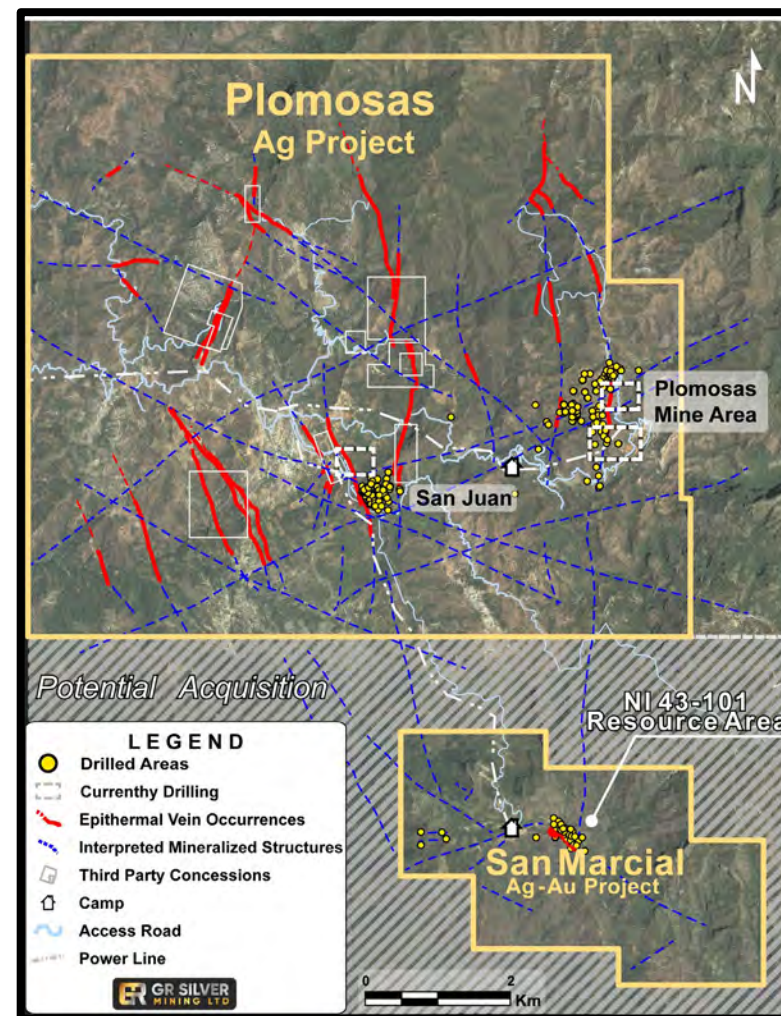 Plomosas
Ag Project
N
Plomosas
Mine Area
San Juan
Potential Acquisition
NI 43-101
Resource Area
LEGEND
Drilled Areas
Currenthy Drilling
Epithermal Vein Occurrences
Interpreted Mineralized Structures
Third Party Concessions
Camp
Access Road
Power Line
GR SILVER
MINING LTD
San Marcial
Ag-Au Project
0 2
Km